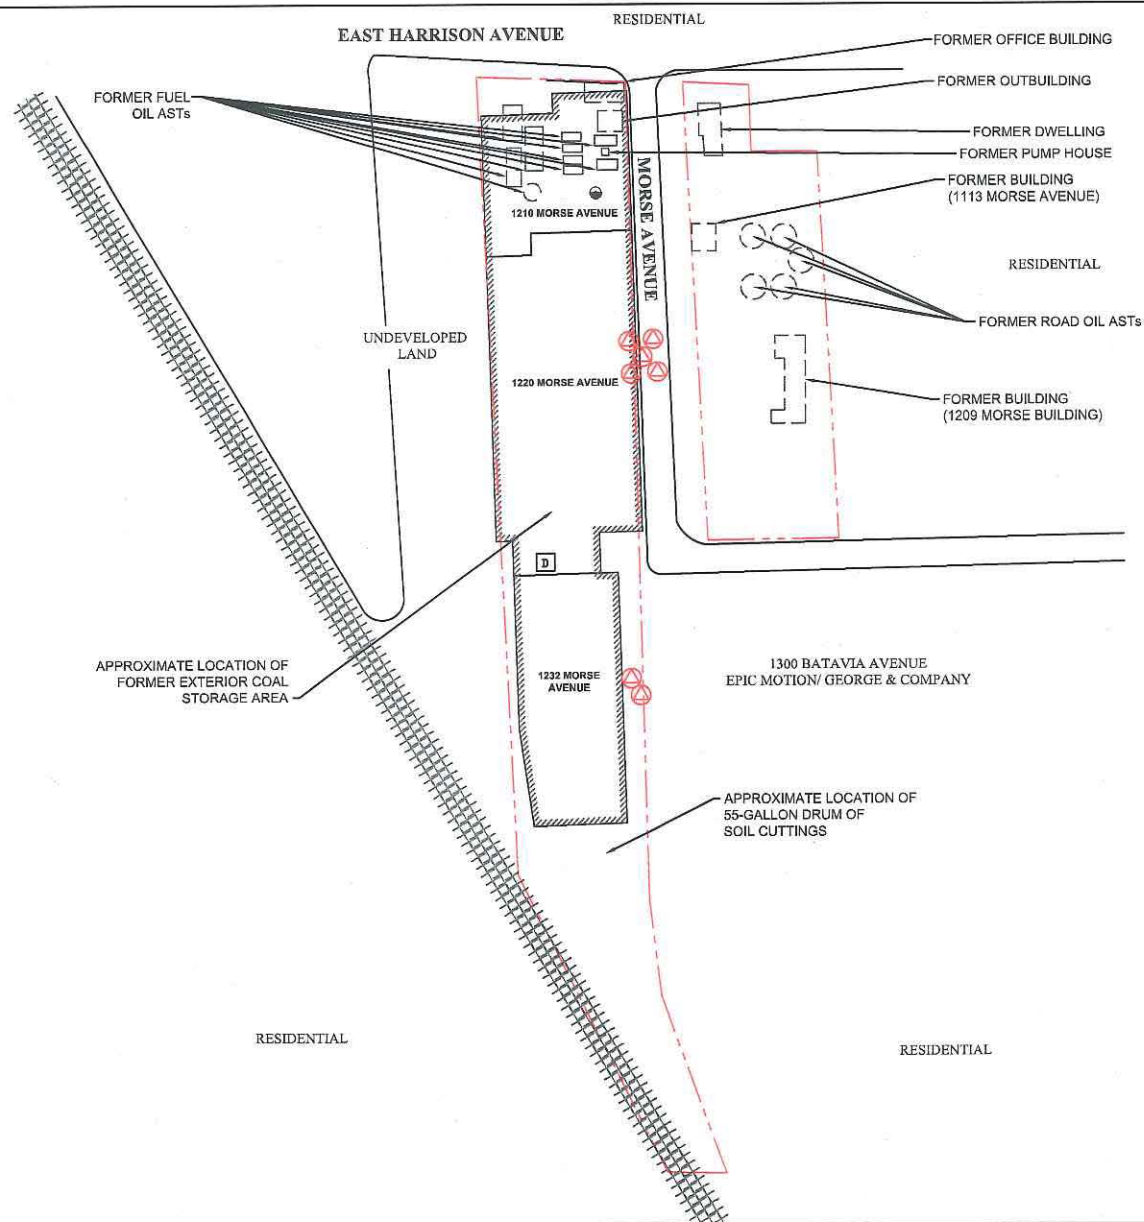 RESIDENTIAL
EAST HARRISON AVENUE
FORMER OFFICE BUILDING
FORMER OUTBUILDING
FORMER FUEL
OIL ASTs
FORMER DWELLING
FORMER PUMP HOUSE
MORSE AVENUE
FORMER BUILDING
(1113 MORSE AVENUE)
1210 MORSE AVENUE
RESIDENTIAL
FORMER ROAD OIL ASTs
UNDEVELOPED
LAND
1220 MORSE AVENUE
FORMER BUILDING
(1209 MORSE BUILDING)
D
APPROXIMATE LOCATION OF
FORMER EXTERIOR COAL
STORAGE AREA
1232 MORSE
AVENUE
1300 BATAVIA AVENUE
EPIC MOTION/ GEORGE & COMPANY
APPROXIMATE LOCATION OF
55-GALLON DRUM OF
SOIL CUTTINGS
RESIDENTIAL
RESIDENTIAL